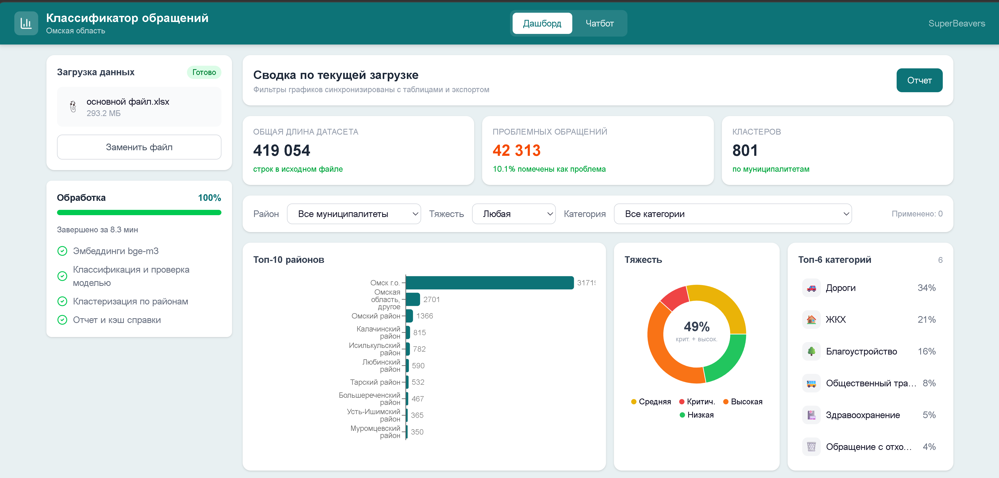 Классификатор обращений
Омская область
Дашборд
Чатбот
SuperBeavers
Загрузка данных
Готово
основной файл.xlsx
293.2 МБ
Заменить файл
Обработка
100%
Завершено за 8.3 мин
Эмбеддинги bge-m3
Классификация и проверка
моделью
Кластеризация по районам
Отчет и кэш справки
Сводка по текущей загрузке
Фильтры графиков синхронизированы с таблицами и экспортом
Отчет
ОБЩАЯ ДЛИНА ДАТАСЕТА
419 054
строк в исходном файле
ПРОБЛЕМНЫХ ОБРАЩЕНИЙ
42 313
10.1% помечены как проблема
КЛАСТЕРОВ
801
по муниципалитетам
Район
Все муниципалитеты
Тяжесть
Любая
Категория
Все категории
Применено: 0
Топ-10 районов
Омск г.о.
Омская
область,
другое
2701
Омский район
1366
Калачинский
район
815
Исилькульский
район
782
Любинский
район
590
Тарский район
532
Большереченский
район
467
Усть-Ишимский
район
365
Муромцевский
район
350
Тяжесть
49%
крит. + высок.
Средняя
Критич.
Высокая
Низкая
Топ-6 категорий
6
Дороги
34%
ЖКХ
21%
Благоустройство
16%
Общественный тра...
8%
Здравоохранение
5%
Обращение с отхо...
4%